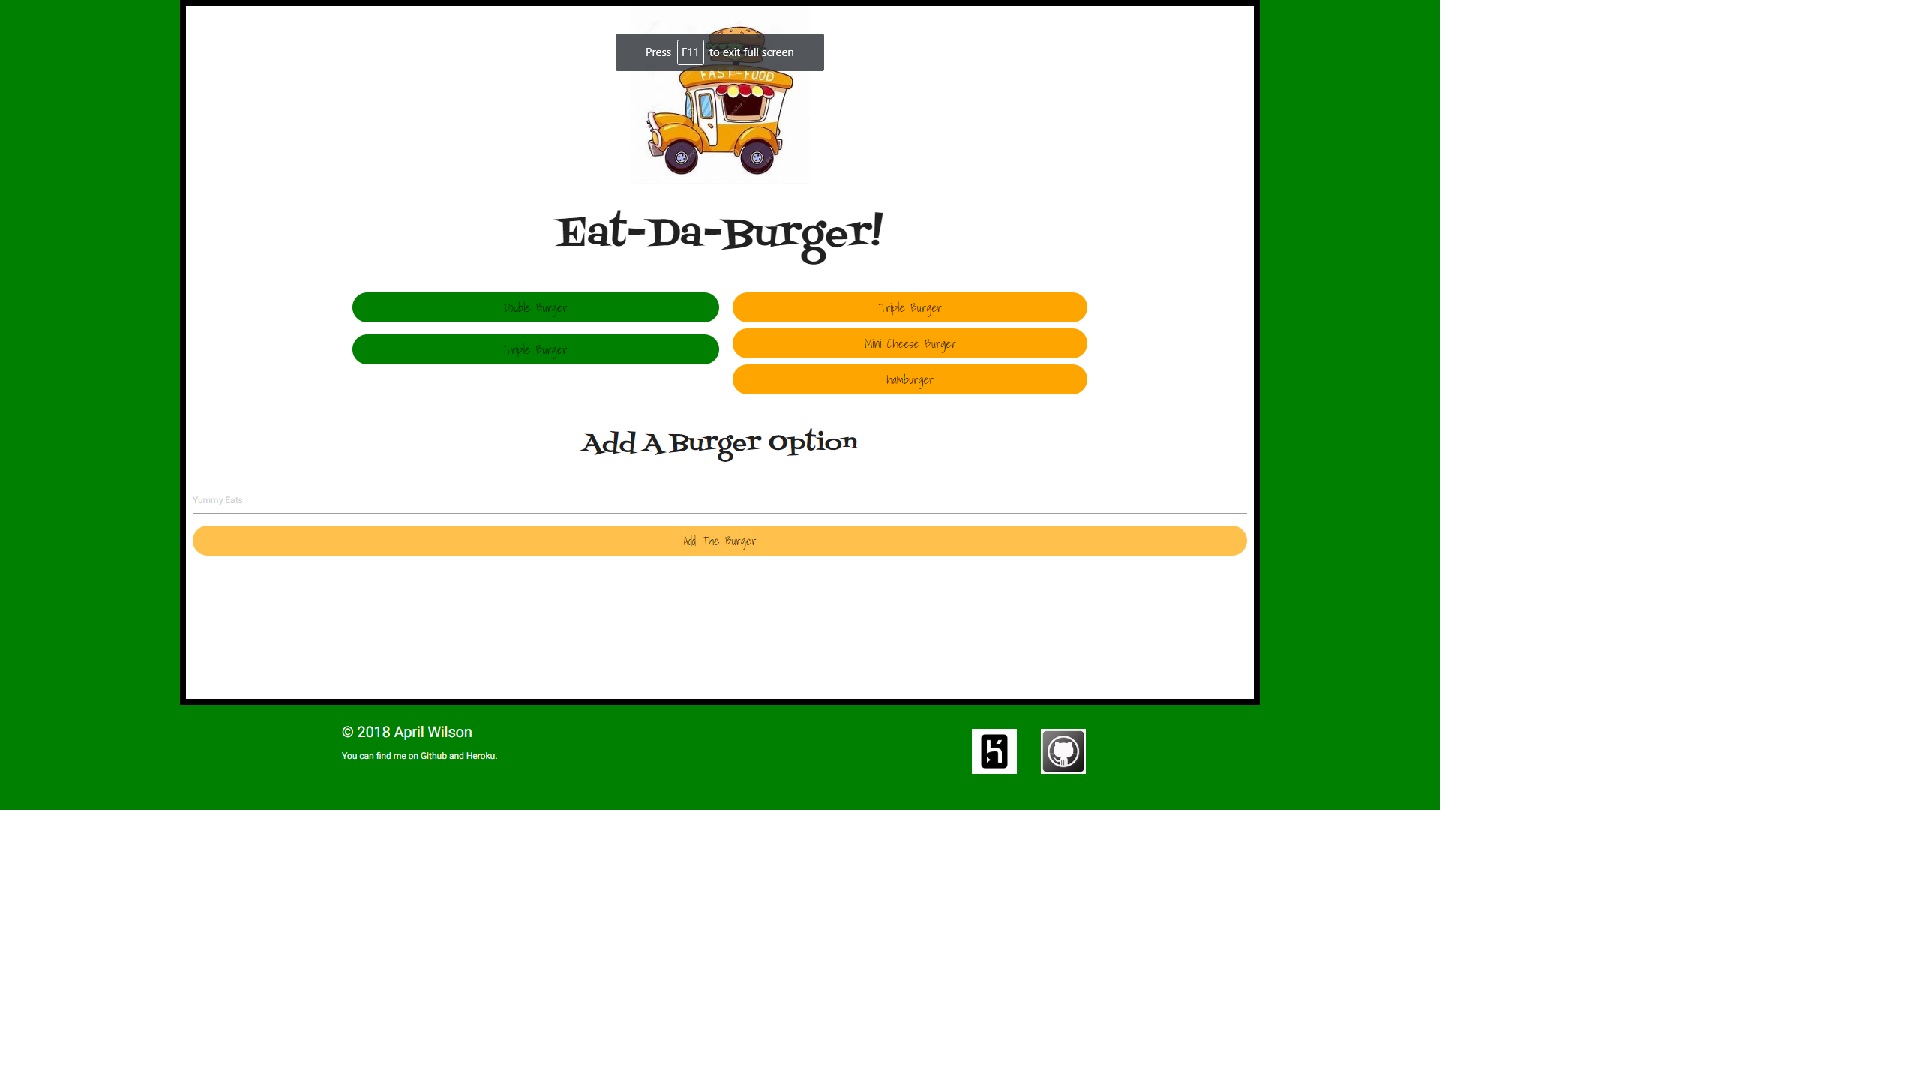 Press F11 to exit full screen
FAST-FOOD
Eat-Da-Burger!
Double Burger
Triple Burger
Triple Burger
Mini Cheese Burger
hamburger
Add A Burger Option
Yummy Eats
Add The Burger
© 2018 April Wilson
You can find me on Github and Heroku.